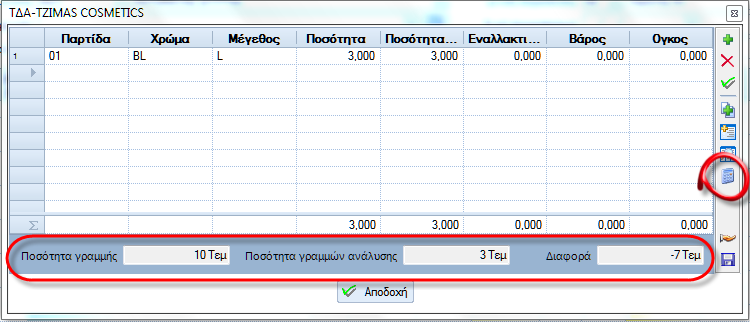 ΤΔΑ-TZIMAS COSMETICS
Παρτίδα Χρώμα Μέγεθος Ποσότητα Ποσότητα... Εναλλακτι... Βάρος Ογκος
1 01 BL L 3,000 3,000 0,000 0,000 0,000
Σ 3,000 3,000 0,000 0,000 0,000
Ποσότητα γραμμής 10 Τεμ Ποσότητα γραμμών ανάλυσης 3 Τεμ Διαφορά -7 Τεμ
Αποδοχή